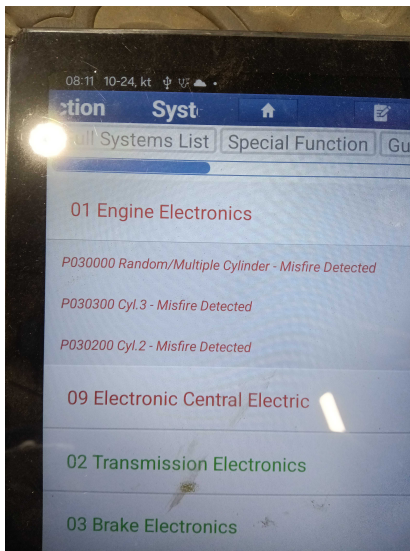 08:11 10-24, kt
ction Syst
ull Systems List Special Function Gu
01 Engine Electronics
P030000 Random/Multiple Cylinder - Misfire Detected
P030300 Cyl.3 - Misfire Detected
P030200 Cyl.2 - Misfire Detected
09 Electronic Central Electric
02 Transmission Electronics
03 Brake Electronics